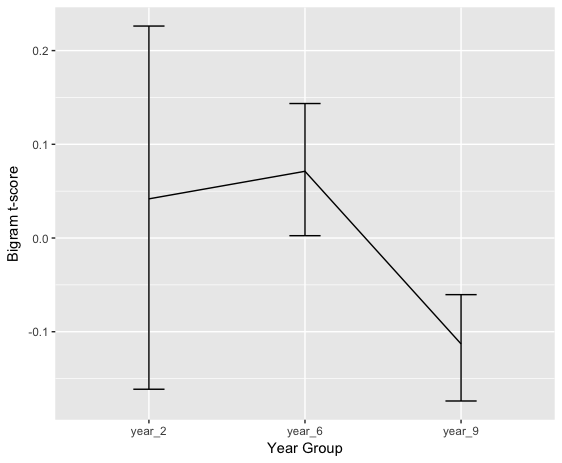 0.2
0.1
0.0
-0.1
Bigram t-score
year_2 year_6 year_9
Year Group